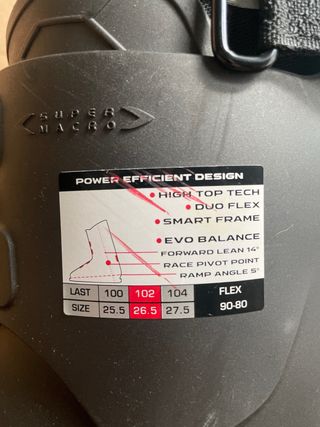 SUPER
MACRO
POWER EFFICIENT DESIGN
HIGH TOP TECH
DUO FLEX
SMART FRAME
EVO BALANCE
FORWARD LEAN 14°
RACE PIVOT POINT
RAMP ANGLE 5°
LAST 100 102 104 FLEX
SIZE 25.5 26.5 27.5 90-80